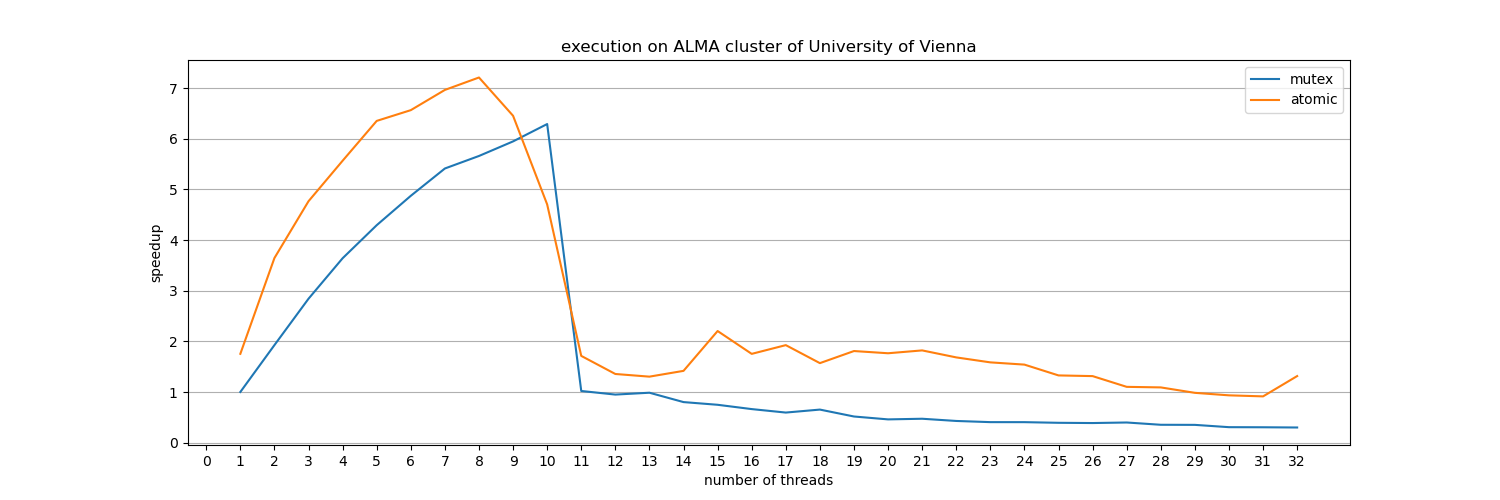 execution on ALMA cluster of University of Vienna
mutex
atomic
speedup
7
6
5
4
3
2
1
0
0 1 2 3 4 5 6 7 8 9 10 11 12 13 14 15 16 17 18 19 20 21 22 23 24 25 26 27 28 29 30 31 32
number of threads